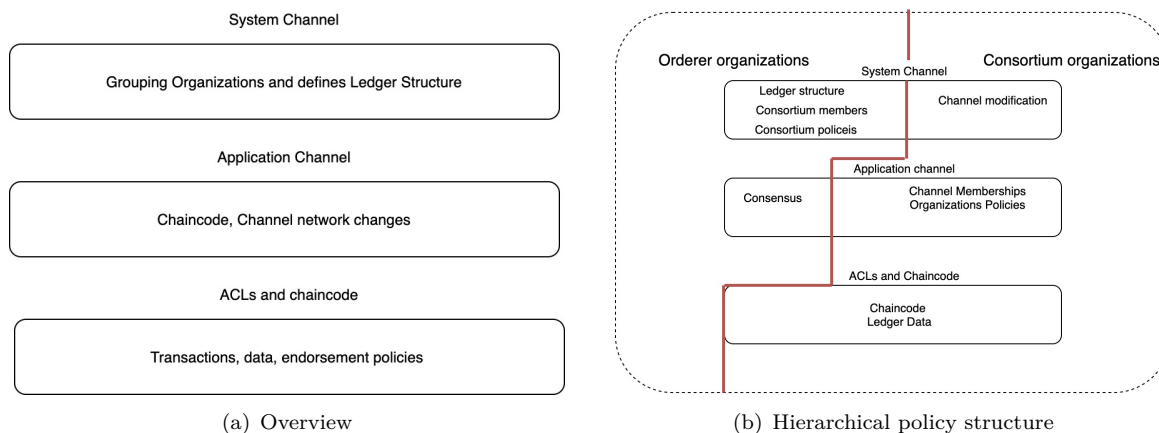 System Channel
Grouping Organizations and defines Ledger Structure
Application Channel
Chaincode, Channel network changes
ACLs and chaincode
Transactions, data, endorsement policies
(a) Overview
Orderer organizations
Consortium organizations
System Channel
Ledger structure
Consortium members
Consortium policeis
Channel modification
Application channel
Consensus
Channel Memberships
Organizations Policies
ACLs and Chaincode
Chaincode
Ledger Data
(b) Hierarchical policy structure